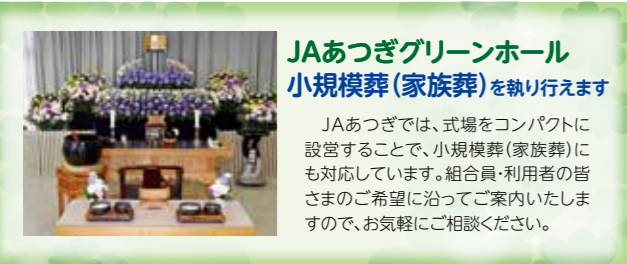 JAあつぎグリーンホール
小規模葬(家族葬)を執り行えます
　JAあつぎでは、式場をコンパクトに
設営することで、小規模葬(家族葬)に
も対応しています。組合員・利用者の皆
さまのご希望に沿ってご案内いたしま
すので、お気軽にご相談ください。